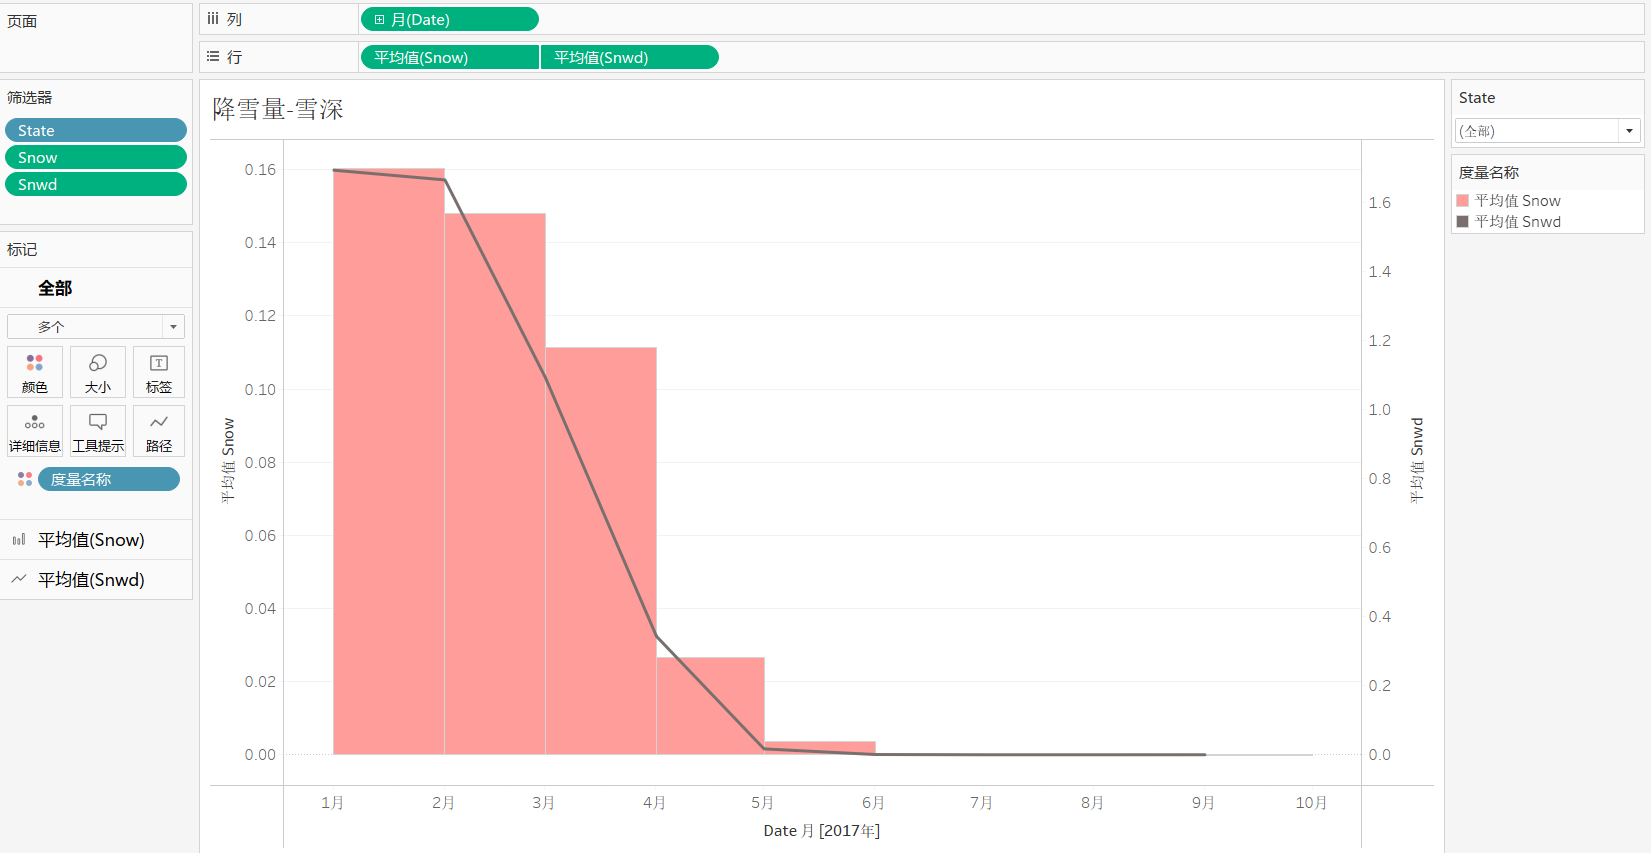 页面
iii 列
月(Date)
行
平均值(Snow)
平均值(Snwd)
筛选器
State
Snow
Snwd
标记
全部
多个
颜色
大小
标签
详细信息
工具提示
路径
度量名称
平均值(Snow)
平均值(Snwd)
降雪量-雪深
平均值 Snow
0.16
0.14
0.12
0.10
0.08
0.06
0.04
0.02
0.00
1.6
1.4
1.2
1.0
0.8
0.6
0.4
0.2
0.0
平均值 Snwd
1月
2月
3月
4月
5月
6月
7月
8月
9月
10月
Date 月 [2017年]
State
(全部)
度量名称
平均值 Snow
平均值 Snwd